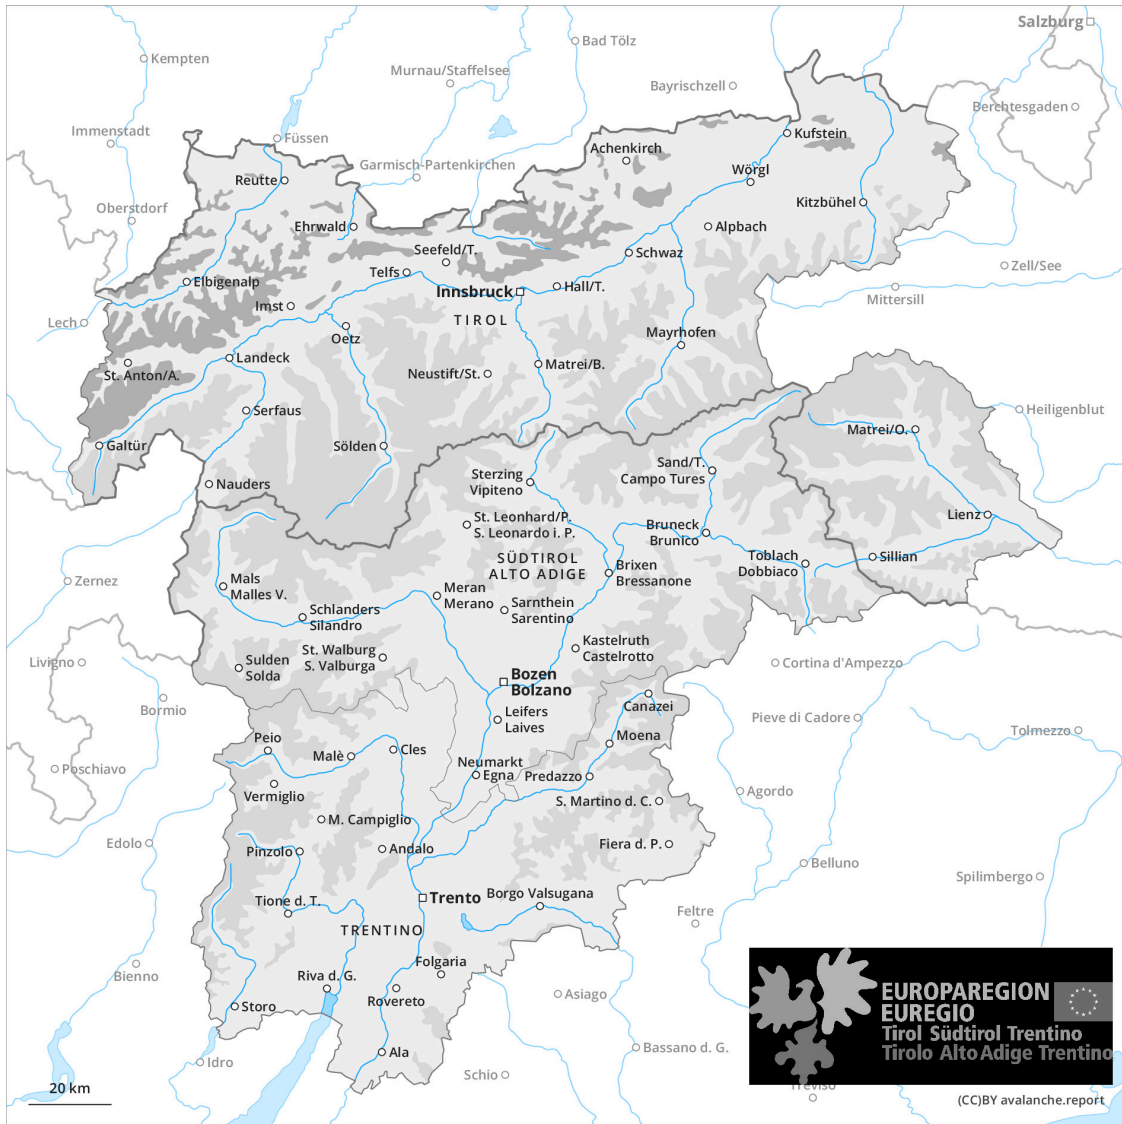 Salzburg
Bad Tölz
Kempten
Murnau/Staffelsee
Bayrischzell
Berchtesgaden
Immenstadt
Füssen
Kufstein
Achenkirch
Garmisch-Partenkirchen
Wörgl
Reutte
Oberstdorf
Kitzbühel
Ehrwald
Alpbach
Seefeld/T.
Schwaz
Telfs
Zell/See
Elbigenalp
Innsbruck
Hall/T.
Mittersill
Imst
TIROL
Lech
Oetz
Mayrhofen
Landeck
Matrei/B.
St. Anton/A.
Neustift/St.
Serfaus
Heiligenblut
Matrei/O.
Galtür
Sölden
Sand/T.
Campo Tures
Sterzing
Vipiteno
Nauders
St. Leonhard/P.
S. Leonardo i. P.
Lienz
Bruneck
Brunico
SÜDTIROL
ALTO ADIGE
Toblach
Dobbiaco
Sillian
Brixen
Bressanone
Zernez
Mals
Malles V.
Meran
Merano
Sarnthein
Sarentino
Schlanders
Silandro
Kastelruth
Castelrotto
St. Walburg
S. Valburga
Livigno
Sulden
Solda
Cortina d'Ampezzo
Bozen
Bolzano
Bormio
Canazei
Leifers
Laives
Pieve di Cadore
Tolmezzo
Peio
Moena
Malè
Cles
Neumarkt
Egna
Poschiavo
Predazzo
Vermiglio
Agordo
S. Martino d. C.
M. Campiglio
Edolo
Pinzolo
Andalo
Fiera d. P.
Belluno
Spilimbergo
Tione d. T.
Trento
Borgo Valsugana
Feltre
TRENTINO
Folgaria
Bienno
Riva d. G.
Rovereto
Asiago
Storo
EUROPAREGION
EUREGIO
Tirol Südtirol Trentino
Tirolo Alto Adige Trentino
Ala
Idro
Bassano d. G.
Schio
Treviso
20 km
(CC)BY avalanche.report